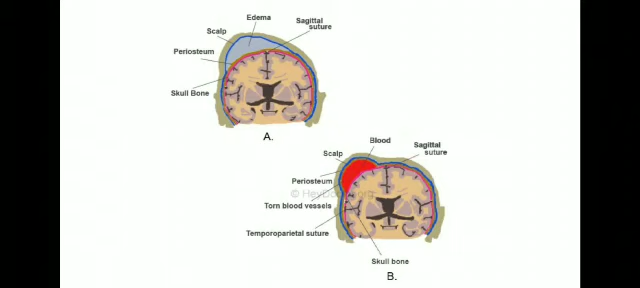 Edema
Scalp
Sagittal
suture
Periosteum
Skull Bone
A.
Blood
Scalp
Sagittal
suture
Periosteum
Torn blood vessels
Temporoparietal suture
Skull bone
B.